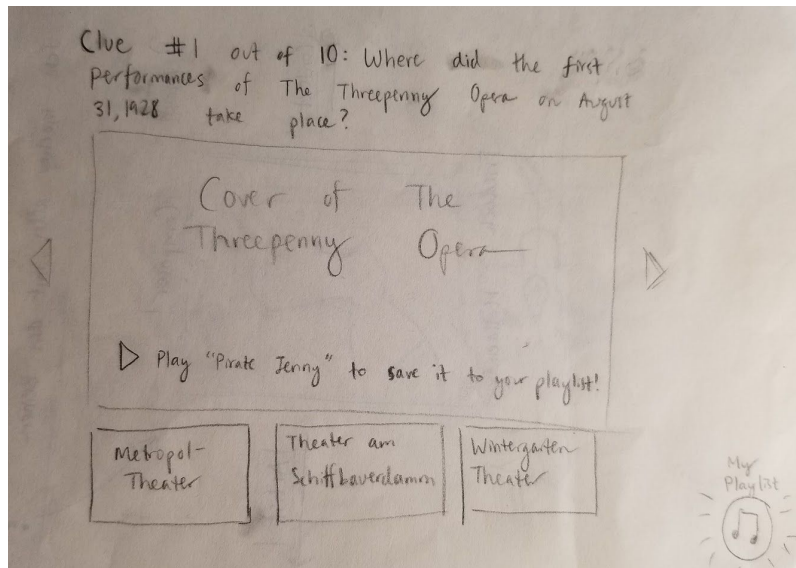 Clue #1 out of 10: Where did the first
performances of The Threepenny Opera on August
31, 1928 take place?
Cover of The
Threepenny Opera
Play "Pirate Jenny" to save it to your playlist!
Metropol-
Theater
Theater am
Schiffbauerdamm
Wintergarten
Theater
My
Playlist